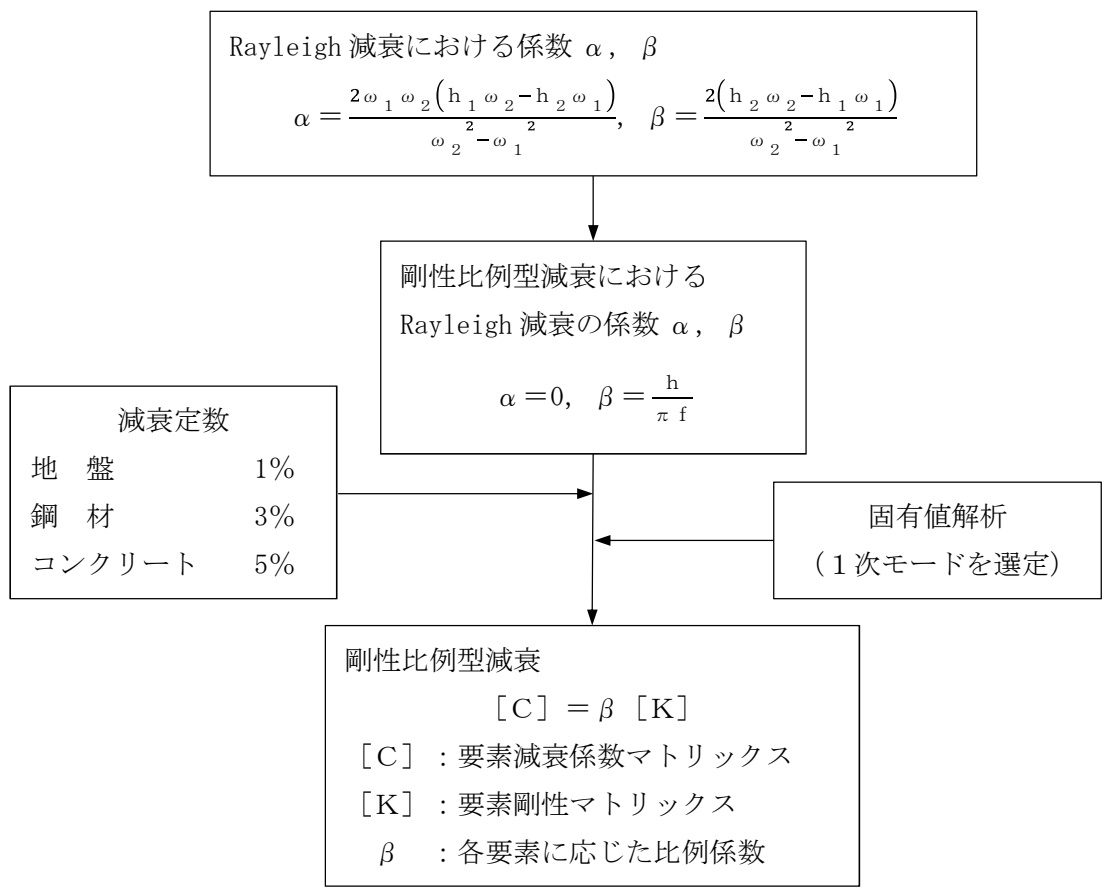 Rayleigh 減衰における係数 α, β
α＝2ω1ω2(h1ω2−h2ω1)/(ω2²−ω1²), β＝2(h2ω2−h1ω1)/(ω2²−ω1²)
剛性比例型減衰における
Rayleigh 減衰の係数 α, β
α＝0, β＝h/(π f)
減衰定数
地　盤　1%
鋼　材　3%
コンクリート　5%
固有値解析
（１次モードを選定）
剛性比例型減衰
［C］＝β［K］
［C］：要素減衰係数マトリックス
［K］：要素剛性マトリックス
β　：各要素に応じた比例係数